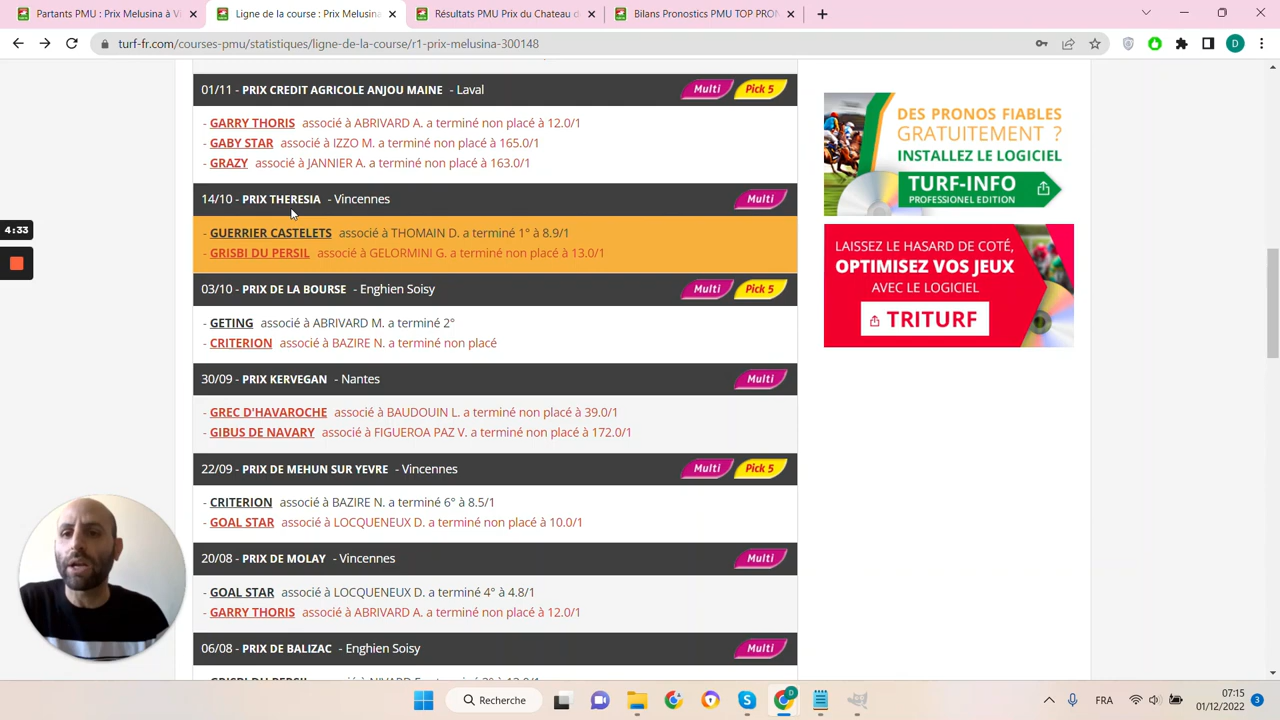 Partants PMU : Prix Melusina à Vi
Ligne de la course : Prix Melusina
Résultats PMU Prix du Chateau d
Bilans Pronostics PMU TOP PRON
turf-fr.com/courses-pmu/statistiques/ligne-de-la-course/r1-prix-melusina-300148
D
01/11 - PRIX CREDIT AGRICOLE ANJOU MAINE - Laval Multi Pick 5
- GARRY THORIS associé à ABRIVARD A. a terminé non placé à 12.0/1
- GABY STAR associé à IZZO M. a terminé non placé à 165.0/1
- GRAZY associé à JANNIER A. a terminé non placé à 163.0/1
14/10 - PRIX THERESIA - Vincennes Multi
- GUERRIER CASTELETS associé à THOMAIN D. a terminé 1° à 8.9/1
- GRISBI DU PERSIL associé à GELORMINI G. a terminé non placé à 13.0/1
03/10 - PRIX DE LA BOURSE - Enghien Soisy Multi Pick 5
- GETING associé à ABRIVARD M. a terminé 2°
- CRITERION associé à BAZIRE N. a terminé non placé
30/09 - PRIX KERVEGAN - Nantes Multi
- GREC D'HAVAROCHE associé à BAUDOUIN L. a terminé non placé à 39.0/1
- GIBUS DE NAVARY associé à FIGUEROA PAZ V. a terminé non placé à 172.0/1
22/09 - PRIX DE MEHUN SUR YEVRE - Vincennes Multi Pick 5
- CRITERION associé à BAZIRE N. a terminé 6° à 8.5/1
- GOAL STAR associé à LOCQUENEUX D. a terminé non placé à 10.0/1
20/08 - PRIX DE MOLAY - Vincennes Multi
- GOAL STAR associé à LOCQUENEUX D. a terminé 4° à 4.8/1
- GARRY THORIS associé à ABRIVARD A. a terminé non placé à 12.0/1
06/08 - PRIX DE BALIZAC - Enghien Soisy Multi
DES PRONOS FIABLES
GRATUITEMENT ?
INSTALLEZ LE LOGICIEL
TURF-INFO
PROFESSIONEL EDITION
LAISSEZ LE HASARD DE COTÉ,
OPTIMISEZ VOS JEUX
AVEC LE LOGICIEL
TRITURF
4:33
Recherche
FRA
07:15
01/12/2022
3